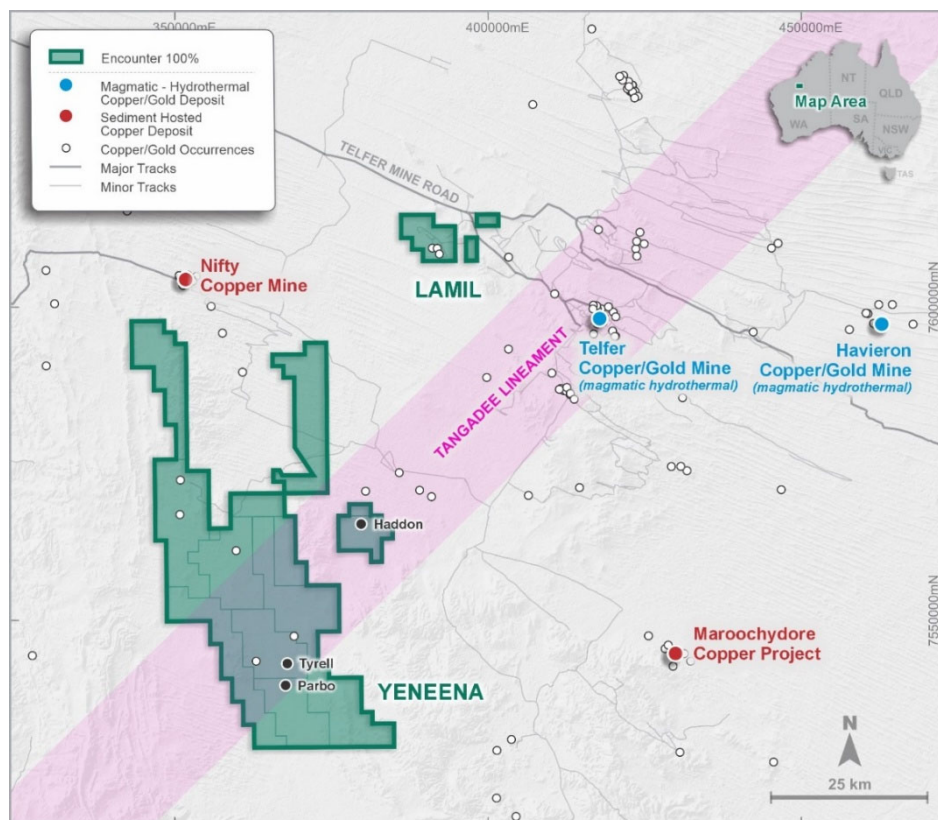 350000mE
400000mE
450000mE
Encounter 100%
Magmatic - Hydrothermal
Copper/Gold Deposit
Sediment Hosted
Copper Deposit
Copper/Gold Occurrences
Major Tracks
Minor Tracks
NT
QLD
Map Area
WA
SA
NSW
VIC
TAS
TELFER MINE ROAD
Nifty
Copper Mine
LAMIL
7600000mN
TANGADEE LINEAMENT
Telfer
Copper/Gold Mine
(magmatic hydrothermal)
Havieron
Copper/Gold Mine
(magmatic hydrothermal)
Haddon
7550000mN
Maroochydore
Copper Project
Tyrell
Parbo
YENEENA
N
25 km